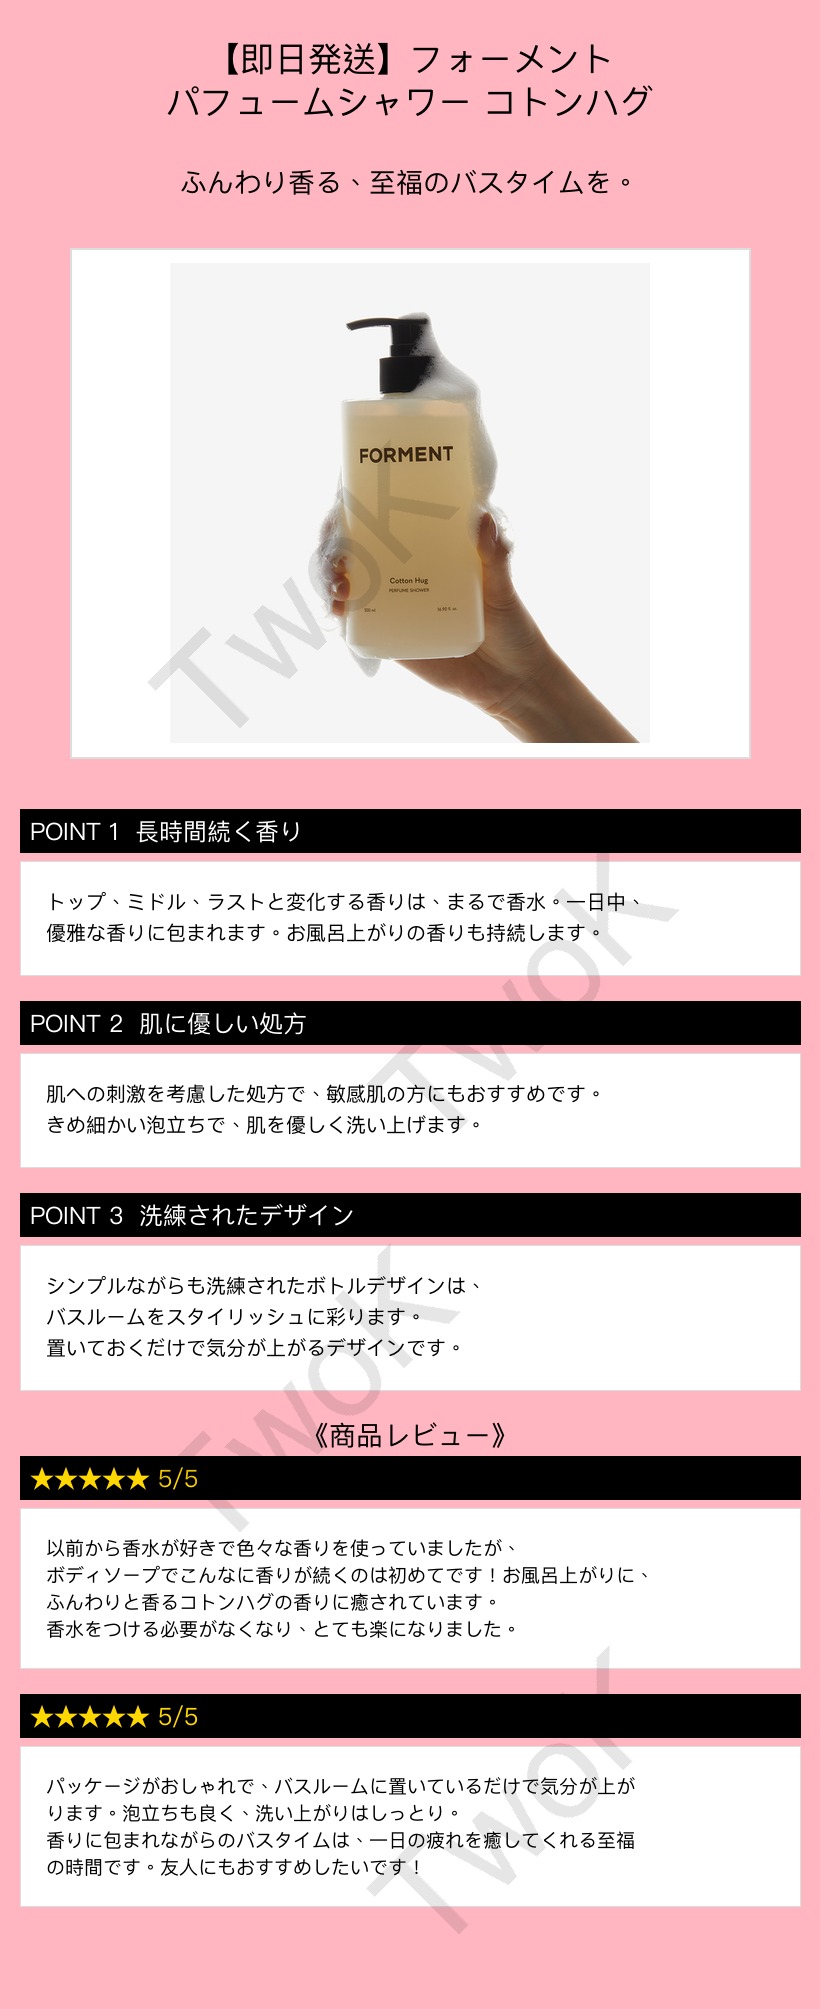 【即日発送】フォーメント
パフュームシャワー コトンハグ
ふんわり香る、至福のバスタイムを。
FORMENT
Cotton Hug
PERFUME SHOWER
500 ml 16.90 fl. oz
TwoK
POINT 1 長時間続く香り
トップ、ミドル、ラストと変化する香りは、まるで香水。一日中、
優雅な香りに包まれます。お風呂上がりの香りも持続します。
TwoK
POINT 2 肌に優しい処方
肌への刺激を考慮した処方で、敏感肌の方にもおすすめです。
きめ細かい泡立ちで、肌を優しく洗い上げます。
POINT 3 洗練されたデザイン
シンプルながらも洗練されたボトルデザインは、
バスルームをスタイリッシュに彩ります。
置いておくだけで気分が上がるデザインです。
TwoK
《商品レビュー》
★★★★★ 5/5
以前から香水が好きで色々な香りを使っていましたが、
ボディソープでこんなに香りが続くのは初めてです！お風呂上がりに、
ふんわりと香るコトンハグの香りに癒されています。
香水をつける必要がなくなり、とても楽になりました。
★★★★★ 5/5
パッケージがおしゃれで、バスルームに置いているだけで気分が上が
ります。泡立ちも良く、洗い上がりはしっとり。
香りに包まれながらのバスタイムは、一日の疲れを癒してくれる至福
の時間です。友人にもおすすめしたいです！
TwoK